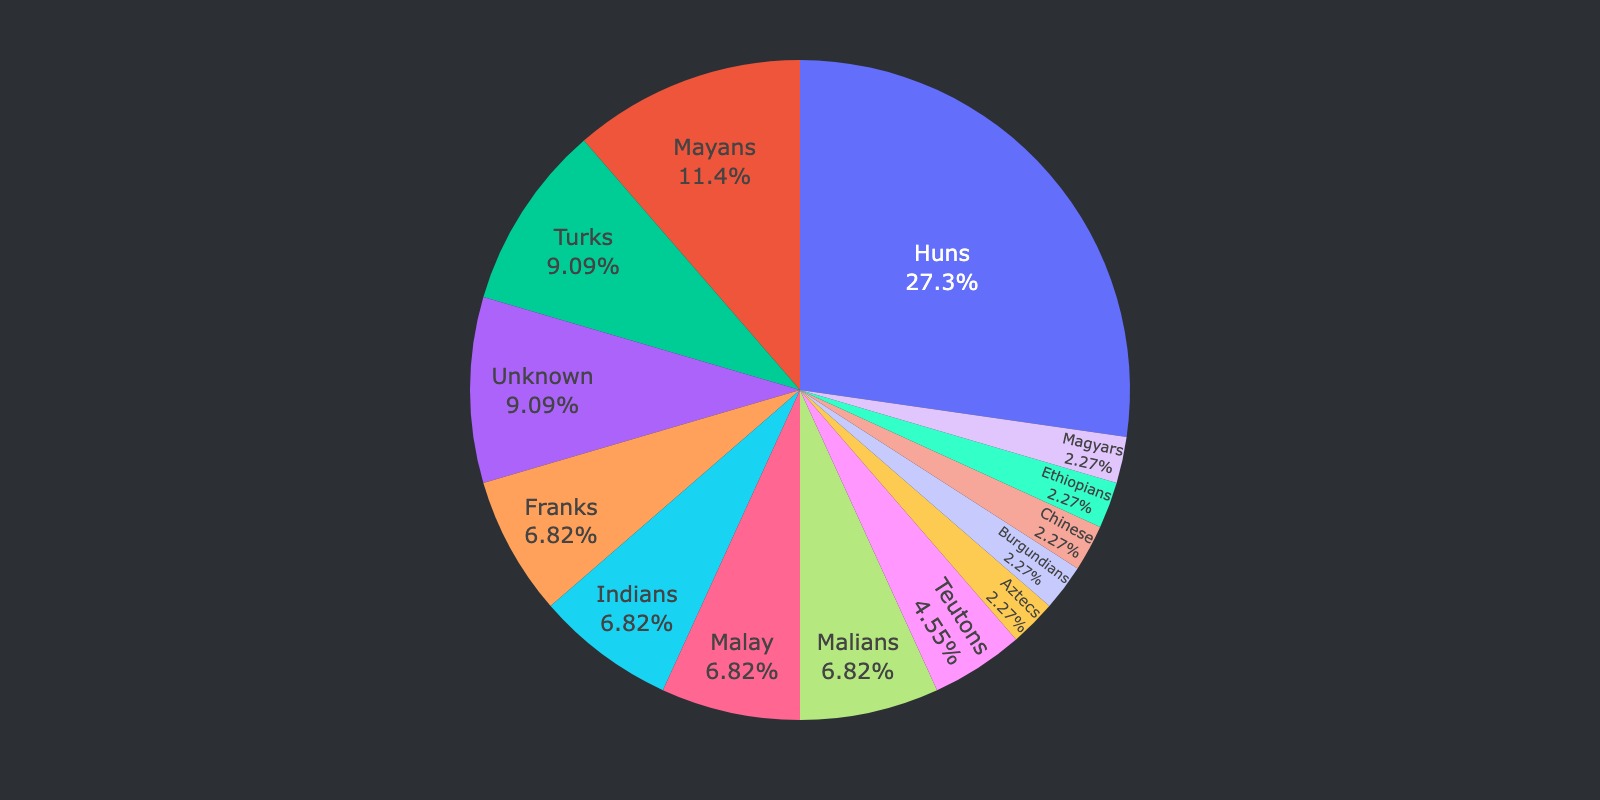 Huns
27.3%
Mayans
11.4%
Turks
9.09%
Unknown
9.09%
Franks
6.82%
Indians
6.82%
Malay
6.82%
Malians
6.82%
Teutons
4.55%
Aztecs
2.27%
Burgundians
2.27%
Chinese
2.27%
Ethiopians
2.27%
Magyars
2.27%